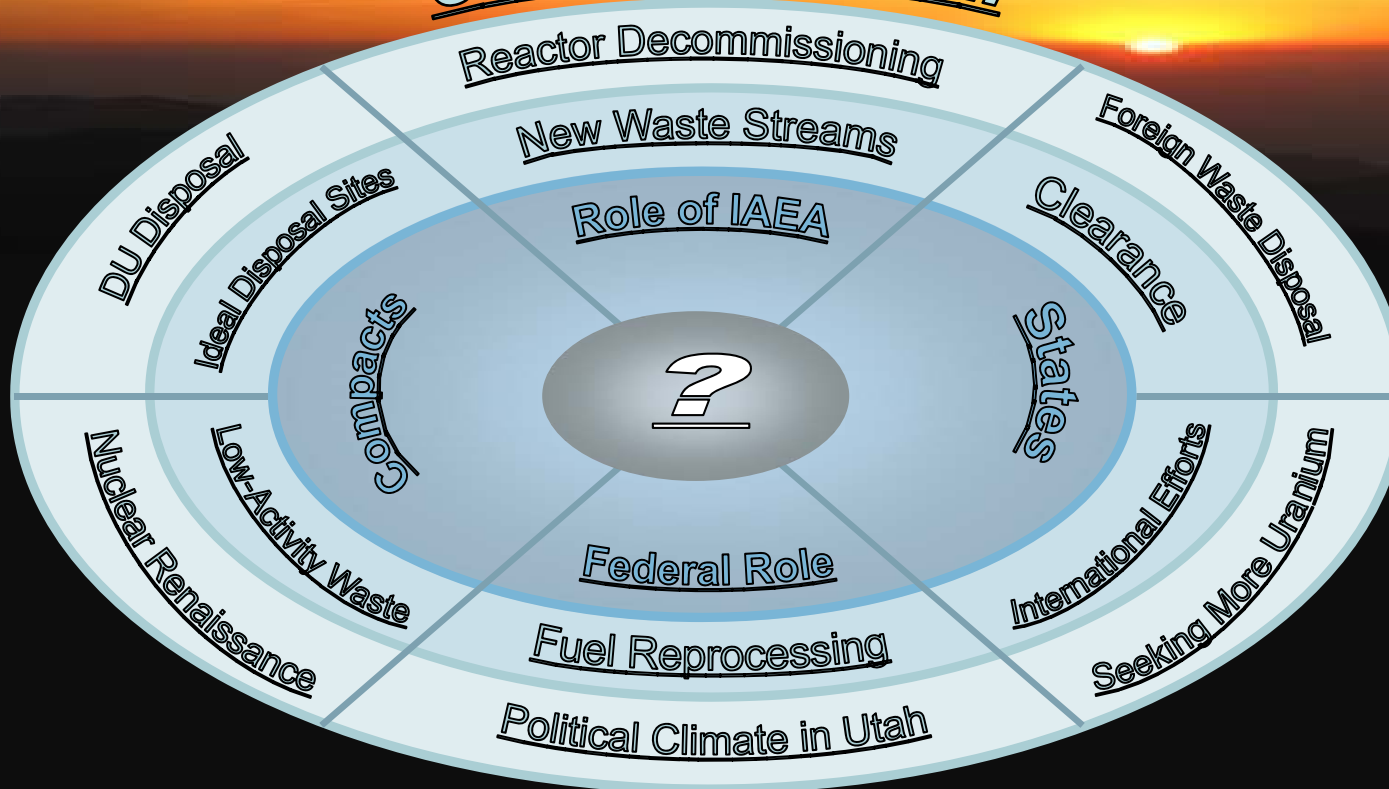 Reactor Decommissioning
New Waste Streams
Role of IAEA
Foreign Waste Disposal
Clearance
States
DU Disposal
Ideal Disposal Sites
Compacts
?
Nuclear Renaissance
Low-Activity Waste
International Efforts
Seeking More Uranium
Federal Role
Fuel Reprocessing
Political Climate in Utah